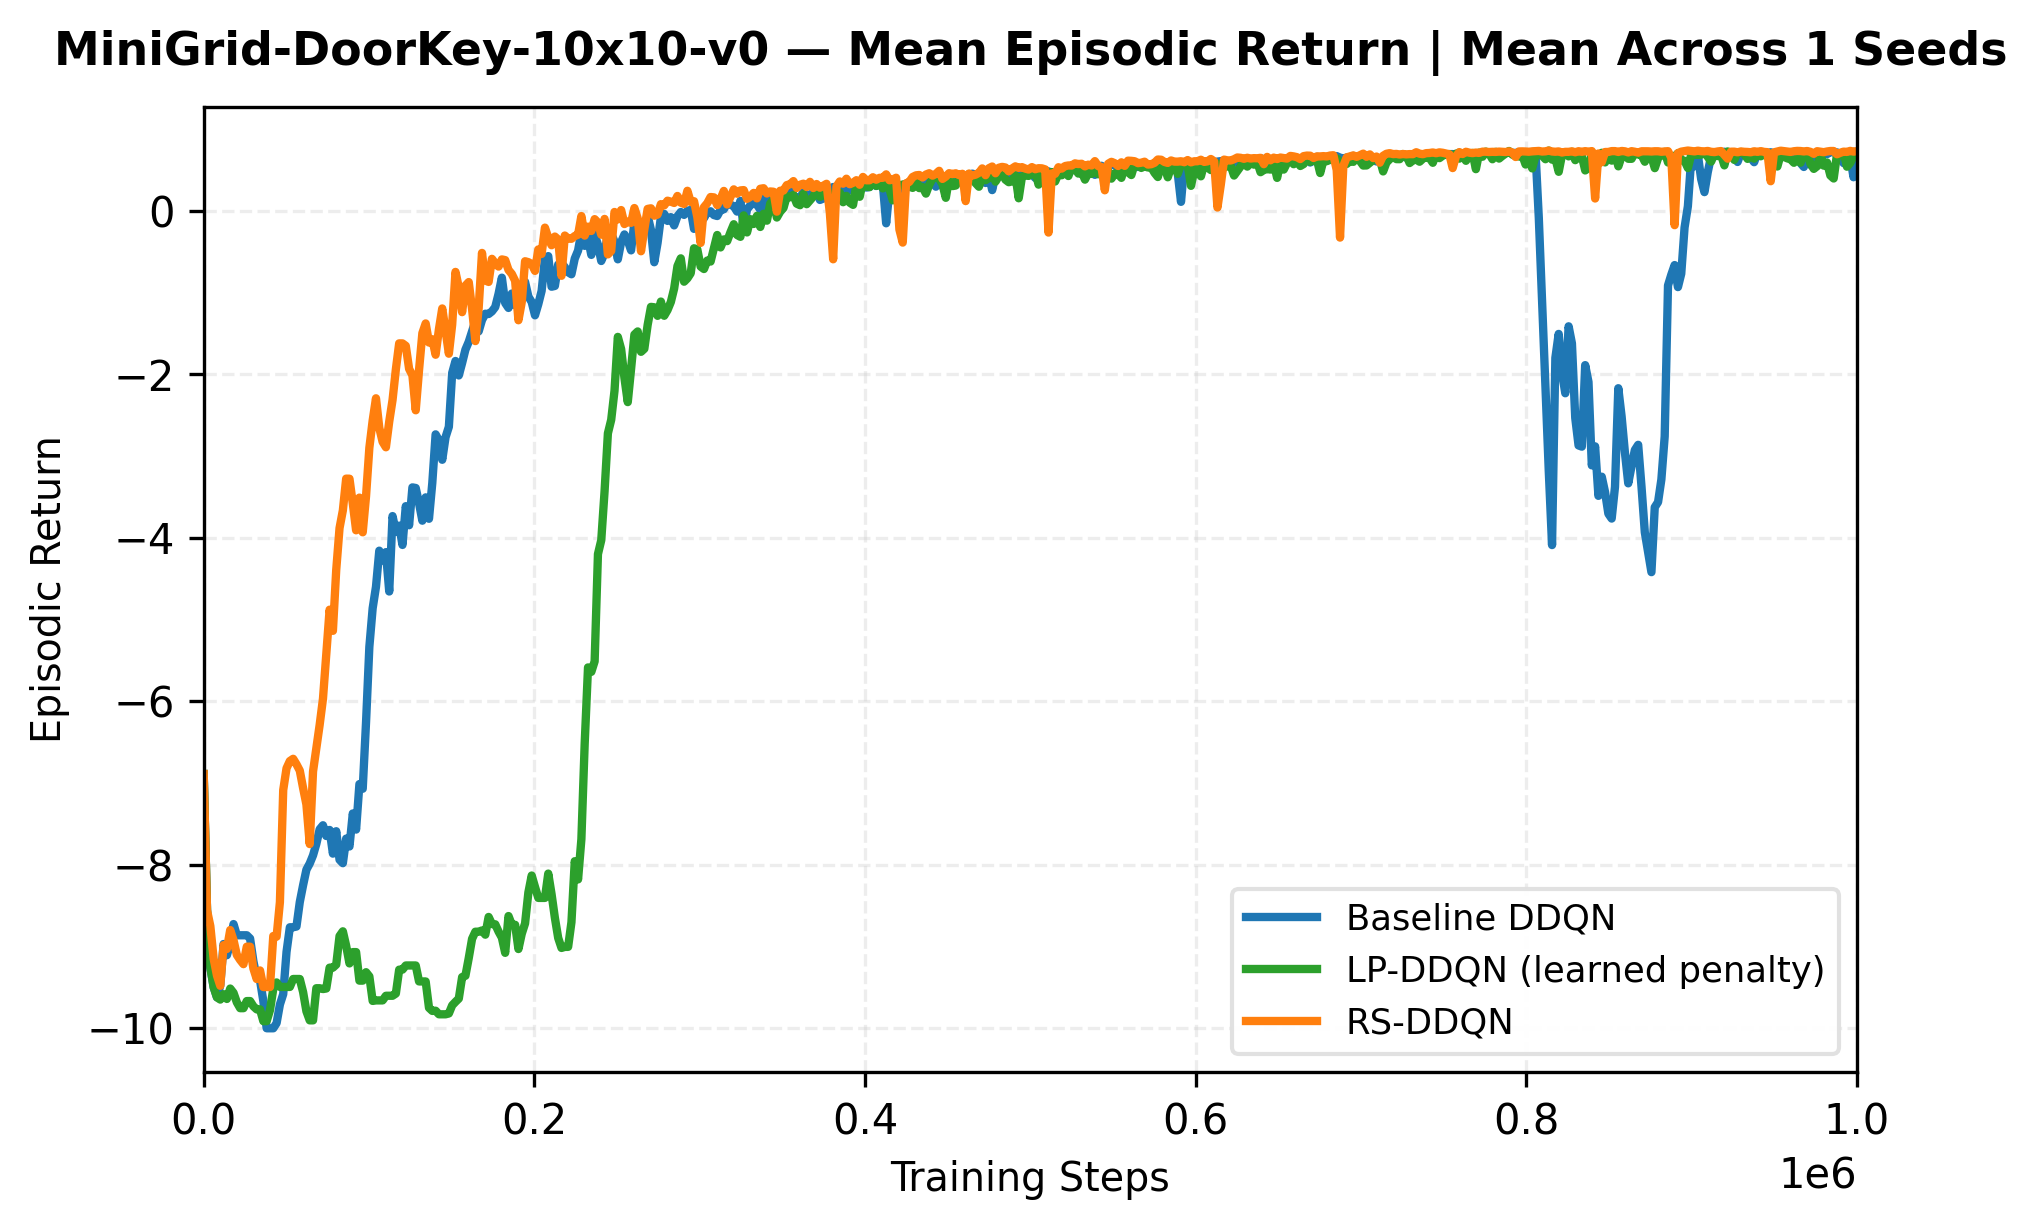 MiniGrid-DoorKey-10x10-v0 — Mean Episodic Return | Mean Across 1 Seeds
Episodic Return
0
−2
−4
−6
−8
−10
Baseline DDQN
LP-DDQN (learned penalty)
RS-DDQN
0.0 0.2 0.4 0.6 0.8 1.0
Training Steps
1e6